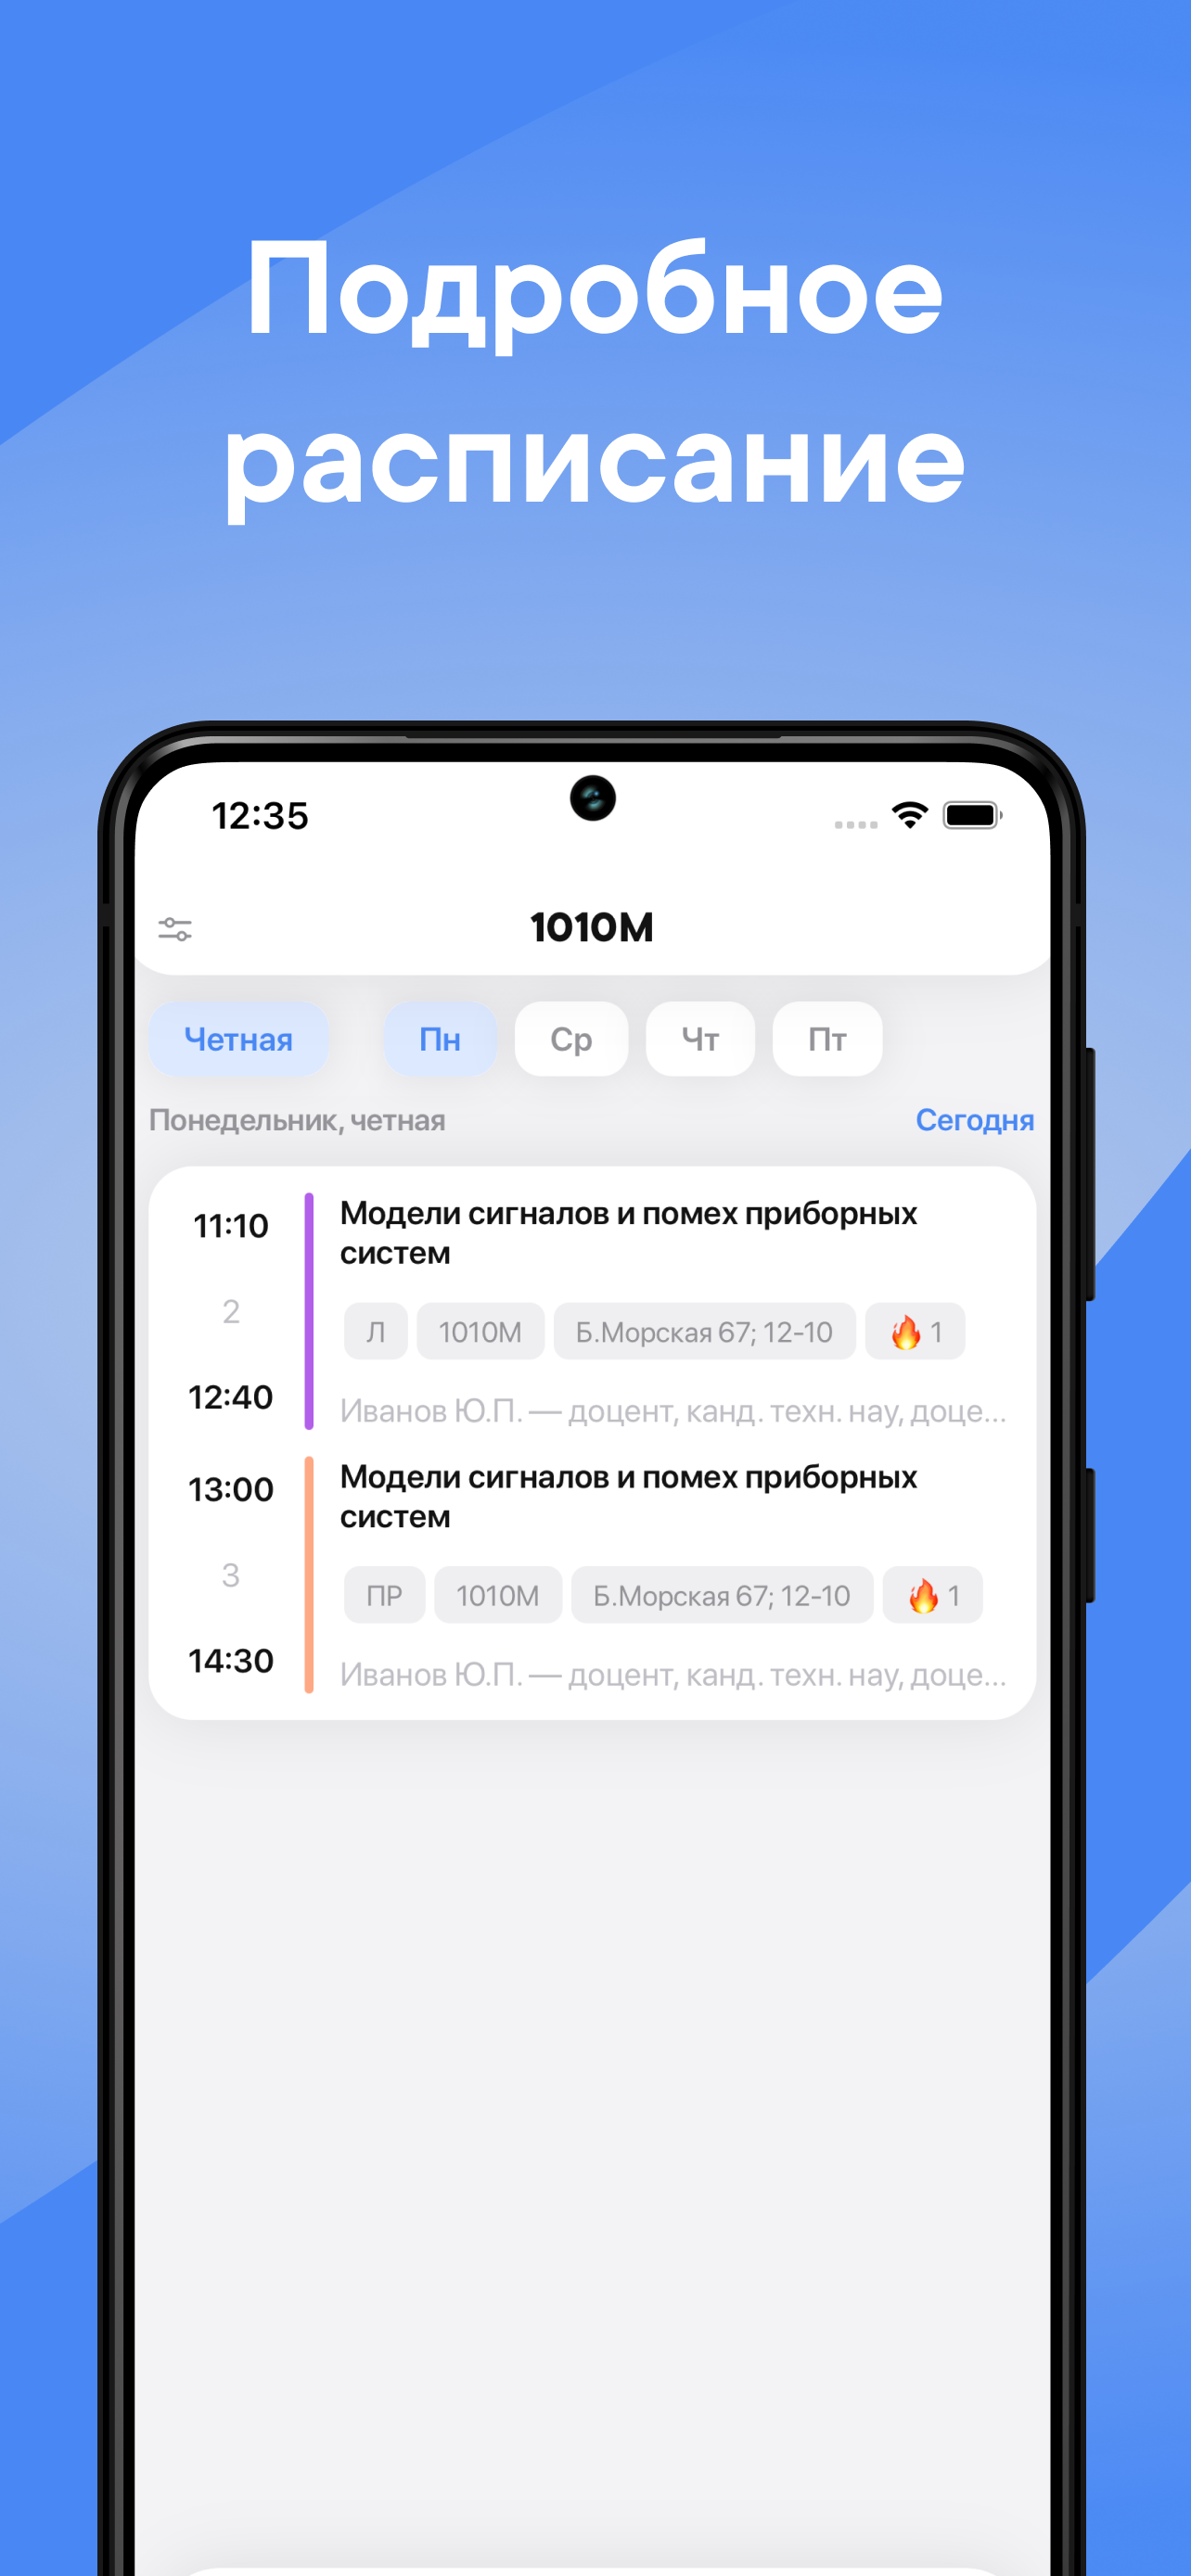 Подробное
расписание
12:35
1010М
Четная Пн Ср Чт Пт
Понедельник, четная Сегодня
11:10
Модели сигналов и помех приборных
систем
2
Л 1010М Б.Морская 67; 12-10 🔥 1
12:40
Иванов Ю.П. — доцент, канд. техн. нау, доце...
13:00
Модели сигналов и помех приборных
систем
3
ПР 1010М Б.Морская 67; 12-10 🔥 1
14:30
Иванов Ю.П. — доцент, канд. техн. нау, доце...